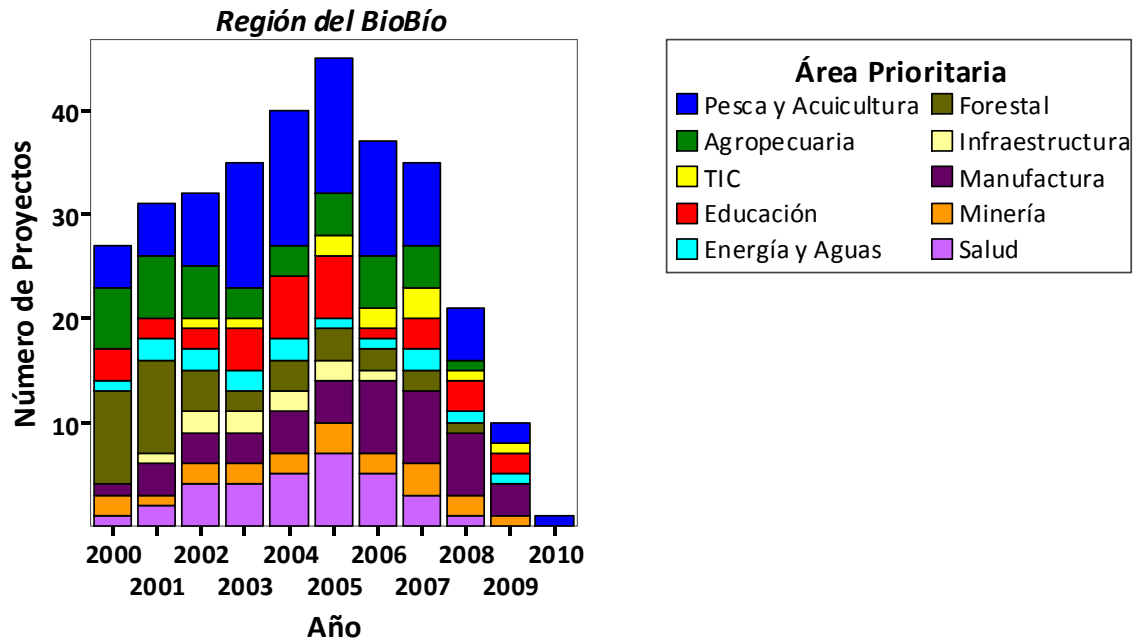 Región del BioBío
Número de Proyectos
40
30
20
10
2000 2002 2004 2006 2008 2010
2001 2003 2005 2007 2009
Año
Área Prioritaria
Pesca y Acuicultura Forestal
Agropecuaria Infraestructura
TIC Manufactura
Educación Minería
Energía y Aguas Salud